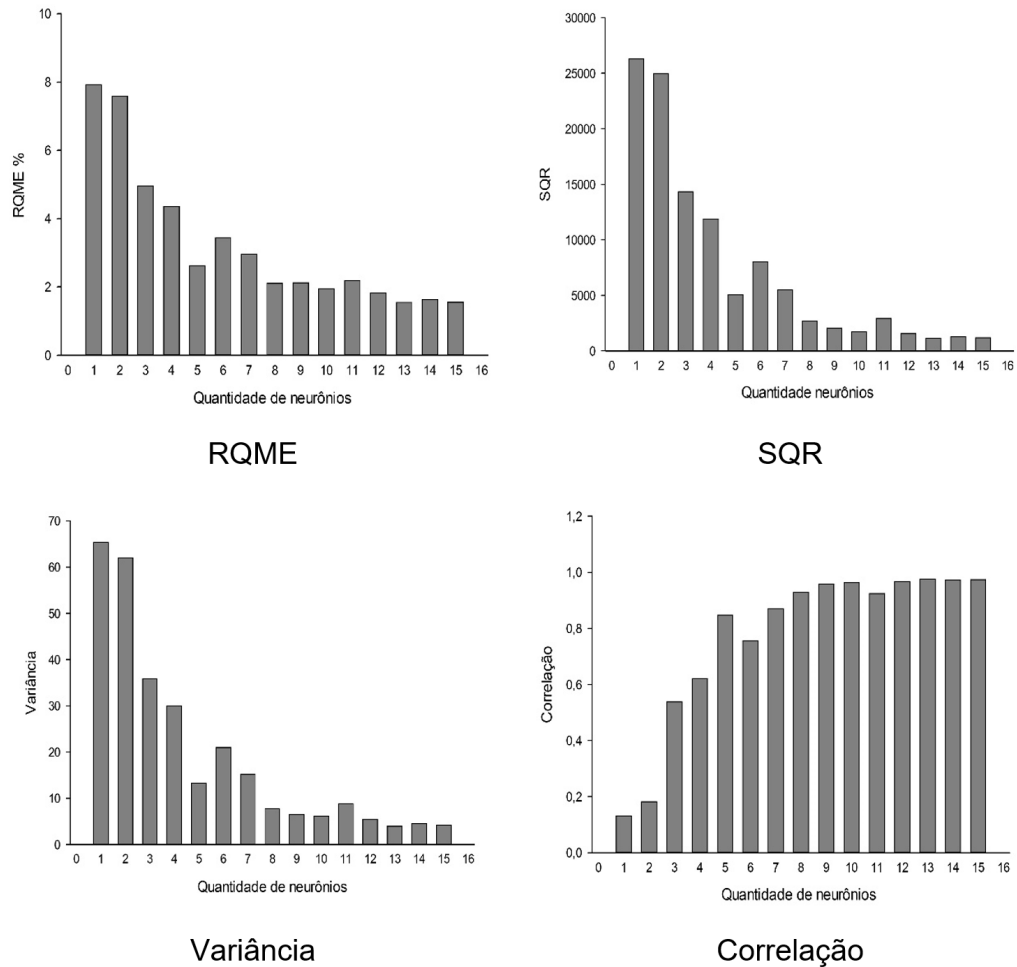 10
8
6
4
2
0
RQME %
0 1 2 3 4 5 6 7 8 9 10 11 12 13 14 15 16
Quantidade de neurônios
RQME
30000
25000
20000
15000
10000
5000
0
SQR
0 1 2 3 4 5 6 7 8 9 10 11 12 13 14 15 16
Quantidade neurônios
SQR
70
60
50
40
30
20
10
0
Variância
0 1 2 3 4 5 6 7 8 9 10 11 12 13 14 15 16
Quantidade de neurônios
Variância
1,2
1,0
0,8
0,6
0,4
0,2
0,0
Correlação
0 1 2 3 4 5 6 7 8 9 10 11 12 13 14 15 16
Quantidade de neurônios
Correlação